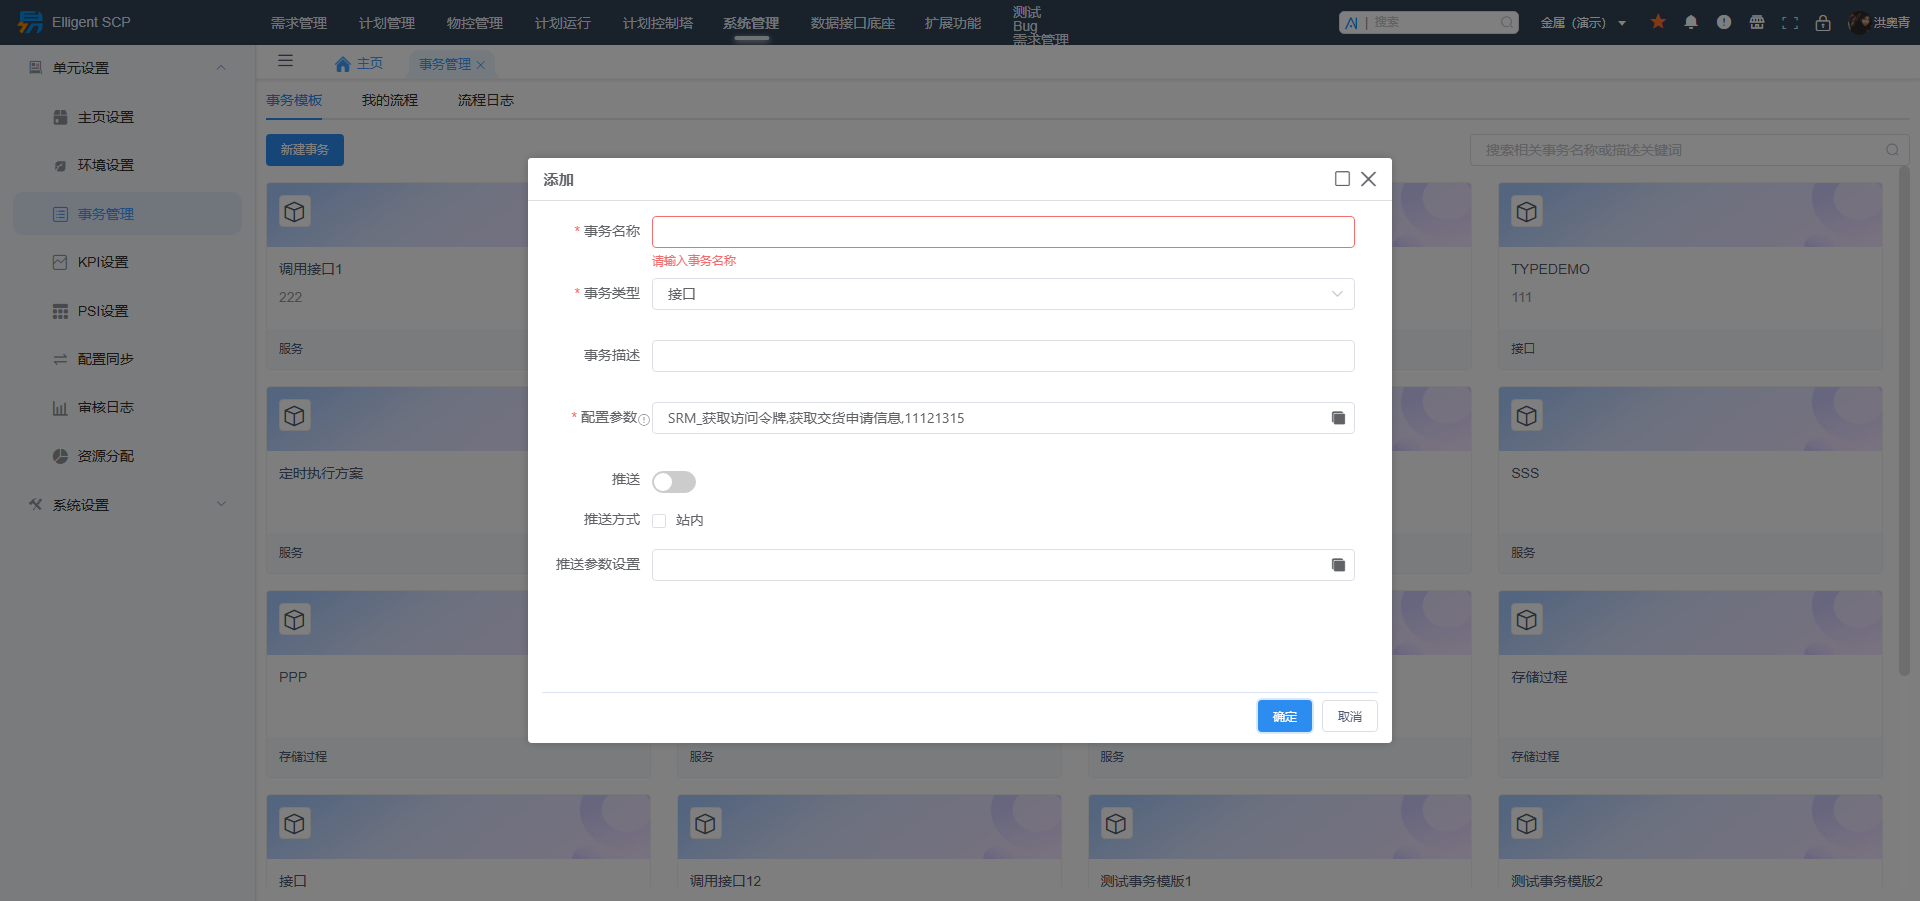 Elligent SCP
需求管理
计划管理
物控管理
计划运行
计划控制塔
系统管理
数据接口底座
扩展功能
测试
Bug
需求管理
AI | 搜索
金属（演示）
洪奥青
单元设置
主页设置
环境设置
事务管理
KPI设置
PSI设置
配置同步
审核日志
资源分配
系统设置
主页
事务管理
事务模板
我的流程
流程日志
新建事务
搜索相关事务名称或描述关键词
调用接口1
222
服务
TYPEDEMO
111
接口
定时执行方案
服务
SSS
服务
PPP
存储过程
服务
服务
存储过程
存储过程
接口
调用接口12
测试事务模版1
测试事务模版2
添加
* 事务名称
请输入事务名称
* 事务类型
接口
事务描述
* 配置参数
SRM_获取访问令牌,获取交货申请信息,11121315
推送
推送方式
站内
推送参数设置
确定
取消